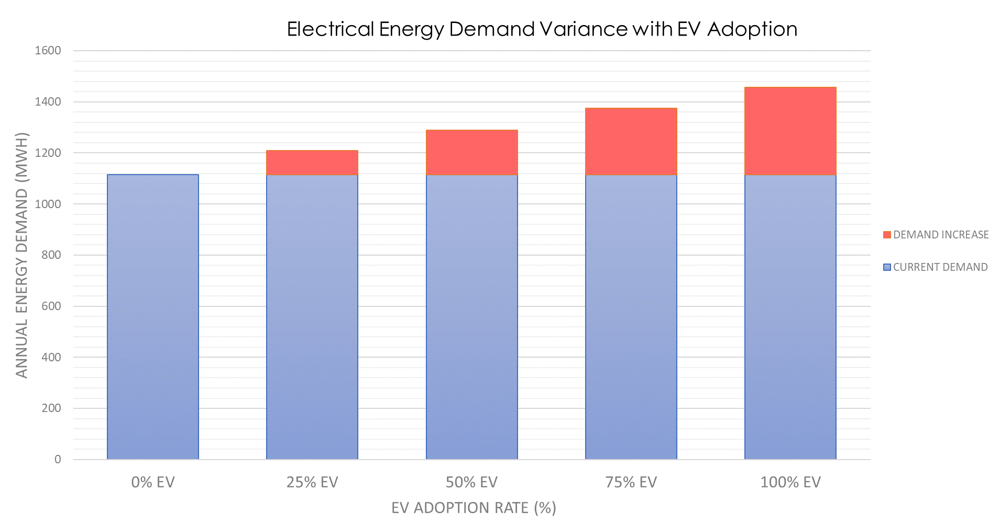 Electrical Energy Demand Variance with EV Adoption
1600
1400
1200
1000
800
600
400
200
0
ANNUAL ENERGY DEMAND (MWH)
0% EV
25% EV
50% EV
75% EV
100% EV
EV ADOPTION RATE (%)
DEMAND INCREASE
CURRENT DEMAND